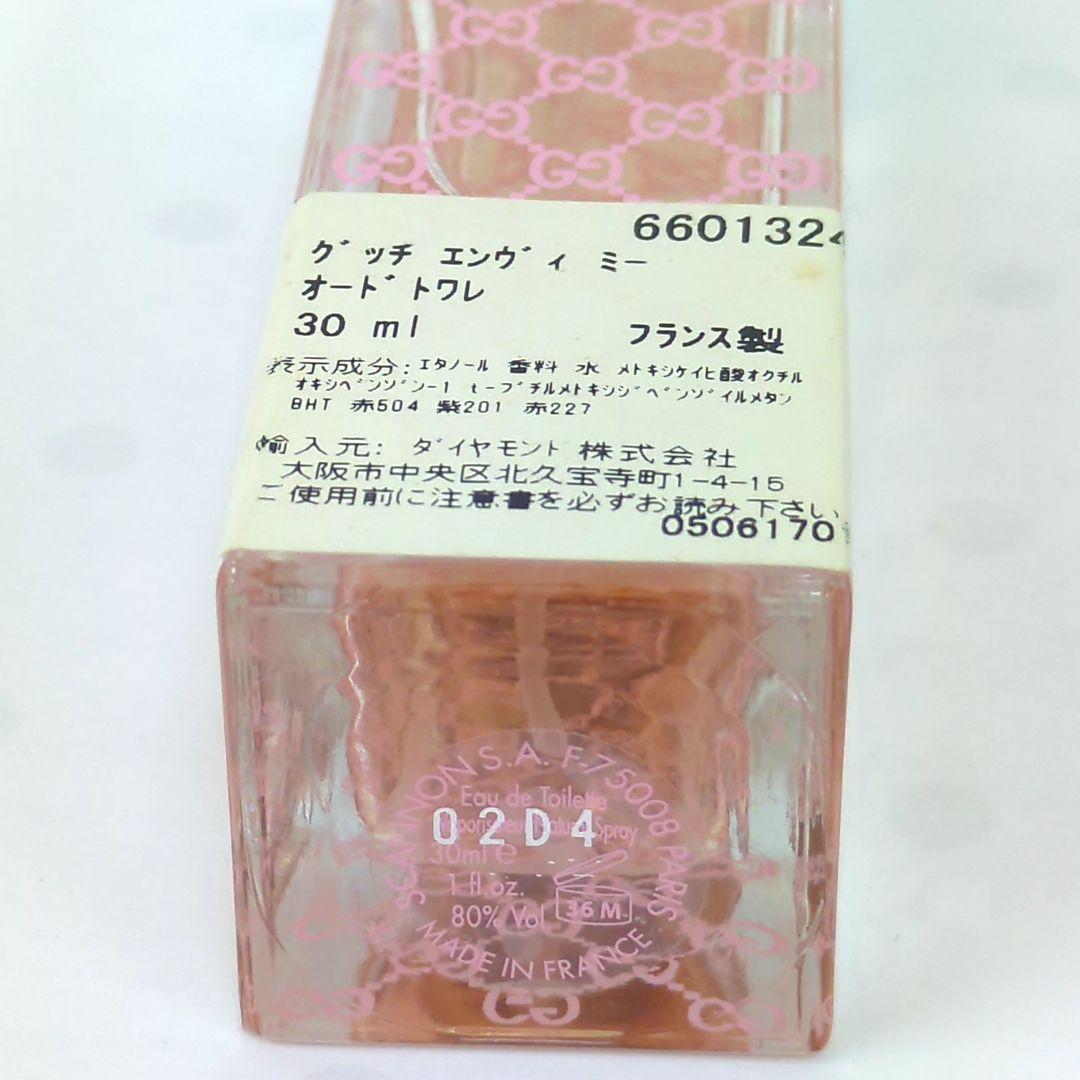 660132
グッチ エンヴィ ミー
オードトワレ
30 ml フランス製
表示成分: エタノール 香料 水 メトキシケイヒ酸オクチル
オキシベンゾン-1 t-ブチルメトキシジベンゾイルメタン
BHT 赤504 紫201 赤227
輸入元: ダイヤモンド 株式会社
大阪市中央区北久宝寺町1-4-15
ご使用前に注意書を必ずお読み下さい
0506170
SCANNON S.A. F-75008 PARIS
Eau de Toilette
Natural Spray
02D4
30ml e
1 fl.oz.
80% Vol
36 M
MADE IN FRANCE